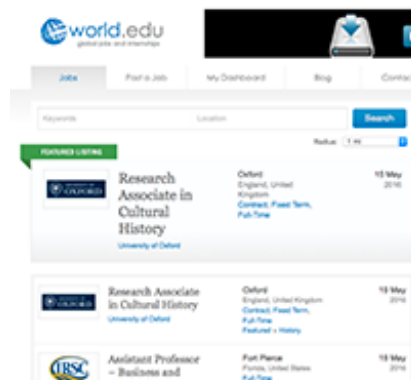 world.edu
global jobs and internships
Jobs
Post a Job
My Dashboard
Blog
Contac
Keywords
Location
Search
Radius: 1 mi
FEATURED LISTING
OXFORD
Research
Associate in
Cultural
History
University of Oxford
Oxford
England, United
Kingdom
Contract, Fixed Term,
Full-Time
15 May
2016
OXFORD
Research Associate
in Cultural History
University of Oxford
Oxford
England, United Kingdom
Contract, Fixed Term,
Full-Time
Featured + History
15 May
2016
IRSC
Assistant Professor
– Business and
Fort Pierce
Florida, United States
Full-Time
15 May
2016